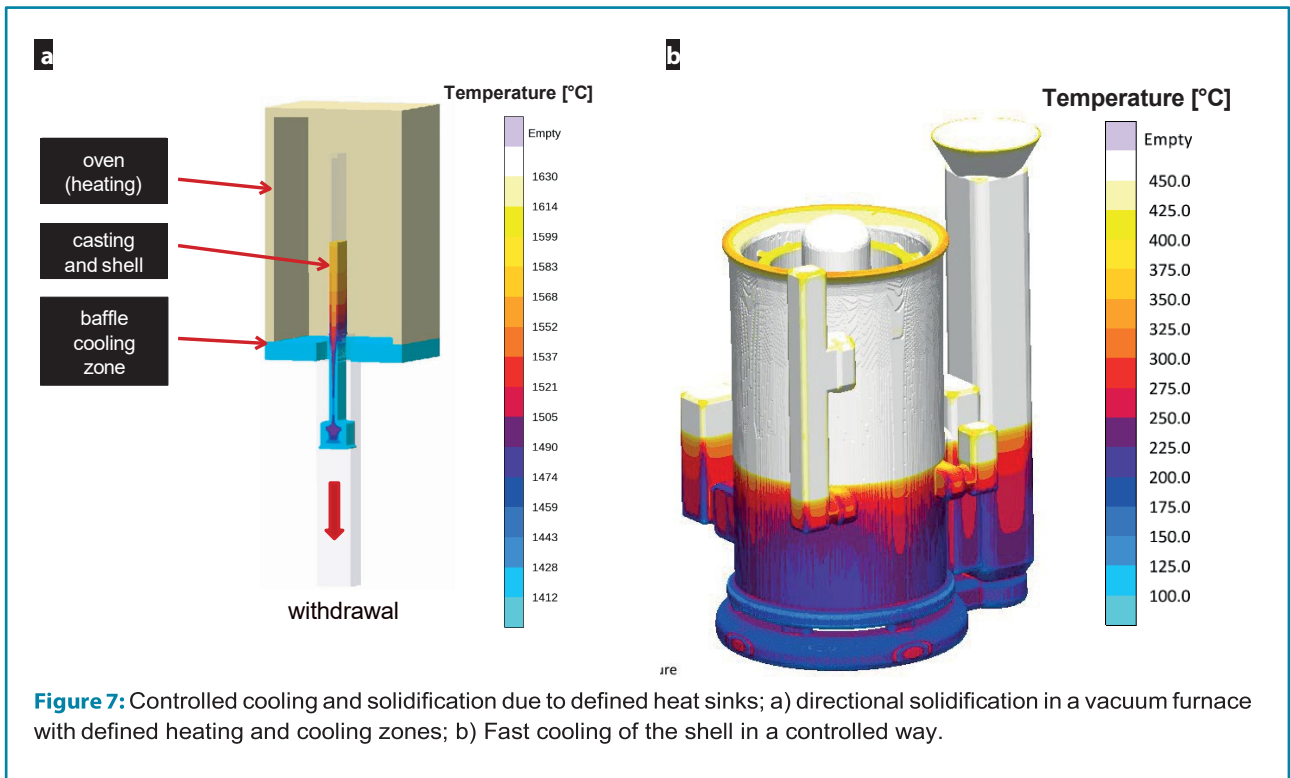 a
Temperature [°C]
Empty
1630
1614
1599
1583
1568
1552
1537
1521
1505
1490
1474
1459
1443
1428
1412
oven
(heating)
casting
and shell
baffle
cooling
zone
withdrawal
b
Temperature [°C]
Empty
450.0
425.0
400.0
375.0
350.0
325.0
300.0
275.0
250.0
225.0
200.0
175.0
150.0
125.0
100.0
ure
Figure 7: Controlled cooling and solidification due to defined heat sinks; a) directional solidification in a vacuum furnace
with defined heating and cooling zones; b) Fast cooling of the shell in a controlled way.